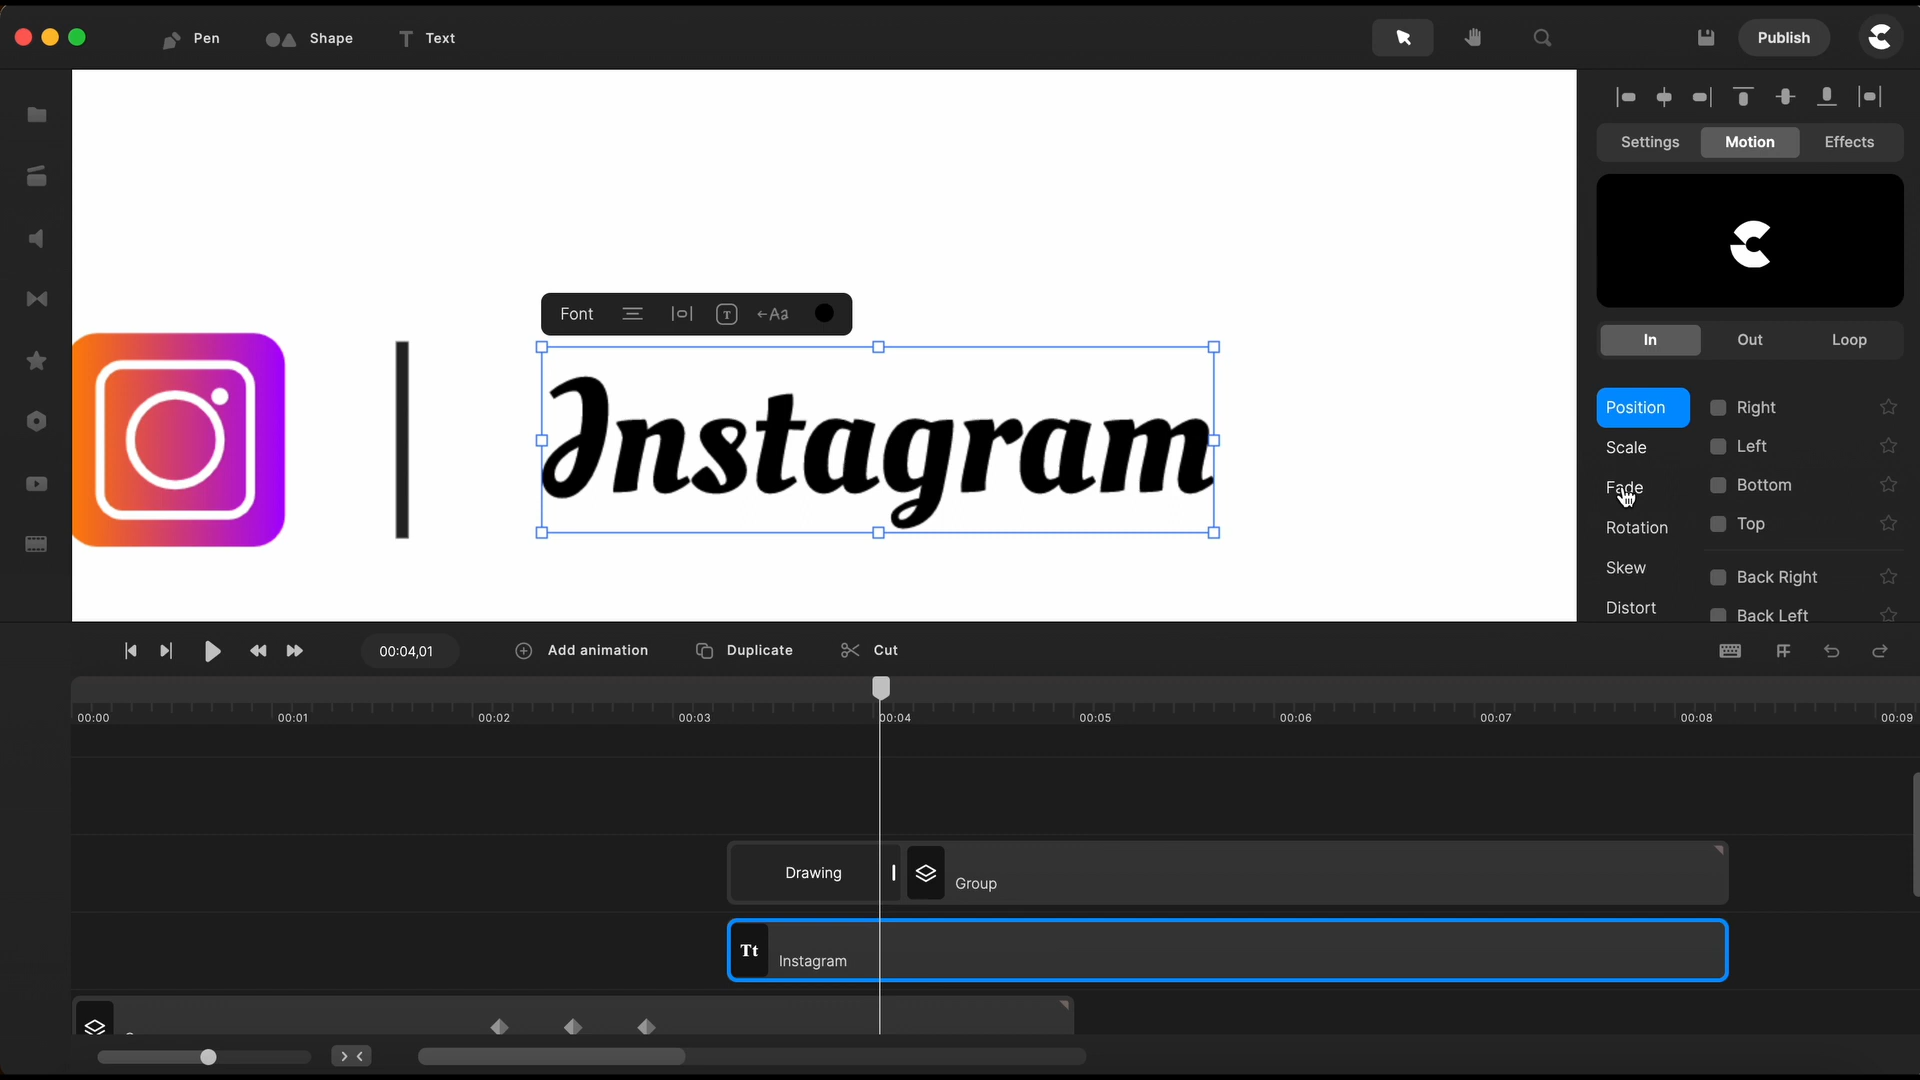 Pen Shape Text Publish
Settings Motion Effects
Font T ←Aa
Instagram
In Out Loop
Position
Scale
Fade
Rotation
Skew
Distort
Right
Left
Bottom
Top
Back Right
Back Left
00:04,01 Add animation Duplicate Cut
00:00 00:01 00:02 00:03 00:04 00:05 00:06 00:07 00:08 00:09
Drawing Group
Tt Instagram